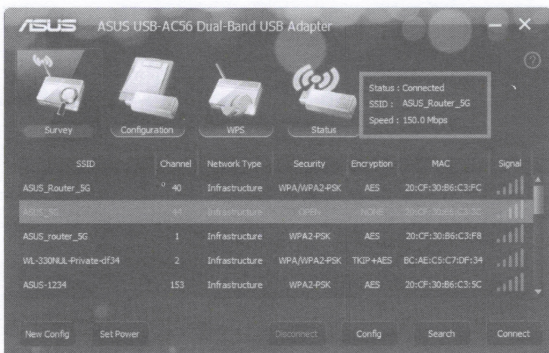 ASUS ASUS USB-AC56 Dual-Band USB Adapter
Status : Connected
SSID : ASUS_Router_5G
Speed : 150.0 Mbps
Survey Configuration WPS Status
SSID Channel Network Type Security Encryption MAC Signal
ASUS_Router_5G 40 Infrastructure WPA/WPA2-PSK AES 20:CF:30:B6:C3:FC
44 Infrastructure OPEN NONE
ASUS_router_5G 1 Infrastructure WPA2-PSK AES 20:CF:30:B6:C3:F8
WL-330NUL-Private-df34 2 Infrastructure WPA/WPA2-PSK TKIP+AES BC:AE:C5:C7:DF:34
ASUS-1234 153 Infrastructure WPA2-PSK AES 20:CF:30:B6:C3:5C
New Config Set Power Disconnect Config Search Connect